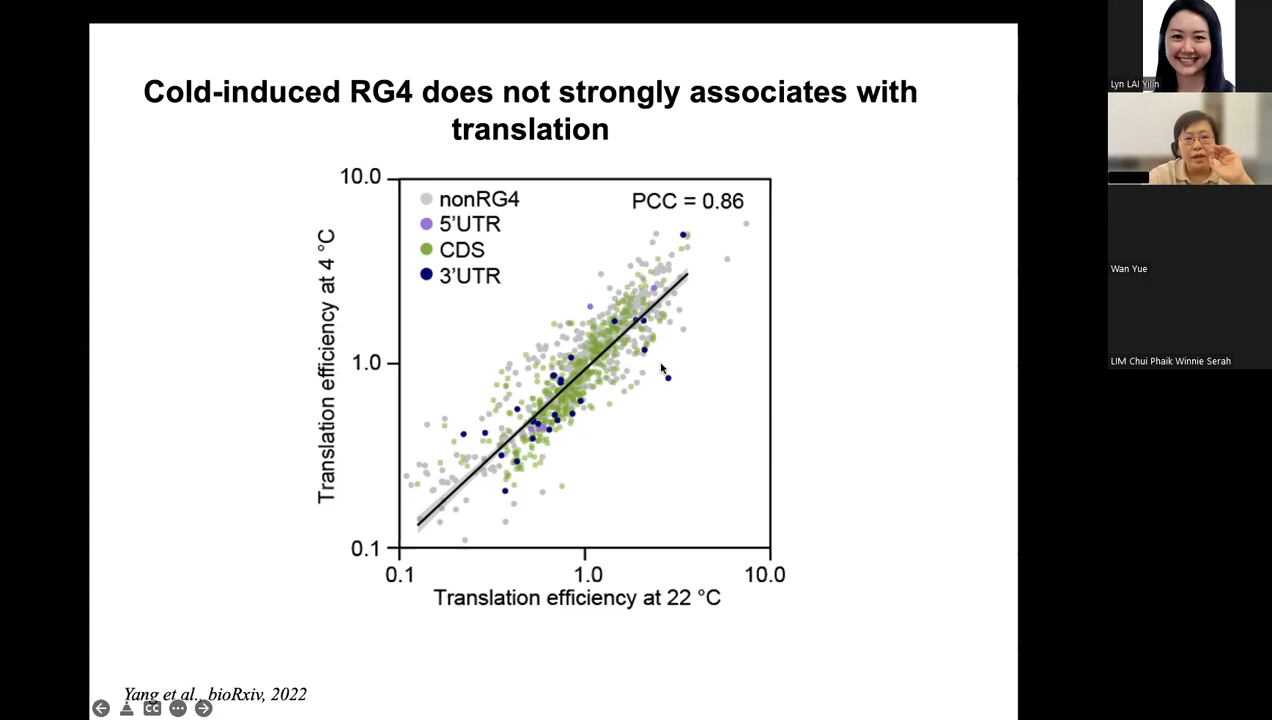 Cold-induced RG4 does not strongly associates with
translation
10.0
nonRG4
PCC = 0.86
5'UTR
CDS
3'UTR
Translation efficiency at 4 °C
1.0
0.1
0.1
1.0
10.0
Translation efficiency at 22 °C
Yang et al., bioRxiv, 2022
CC
Lyn LAI Yilin
Wan Yue
LIM Chui Phaik Winnie Serah